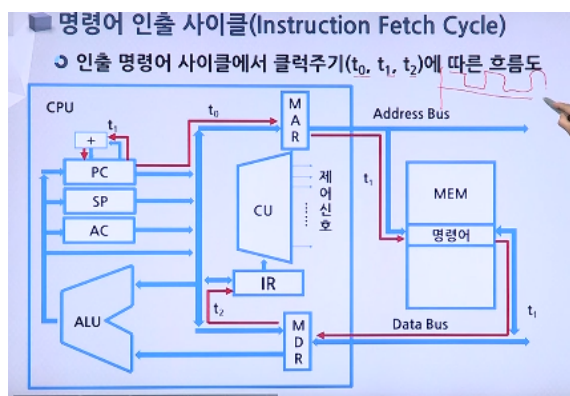 명령어 인출 사이클(Instruction Fetch Cycle)
인출 명령어 사이클에서 클럭주기(t0, t1, t2)에 따른 흐름도
CPU
t0
MAR
Address Bus
t1
+
PC
SP
AC
CU
제어신호
t1
MEM
명령어
IR
t2
ALU
MDR
Data Bus
t1